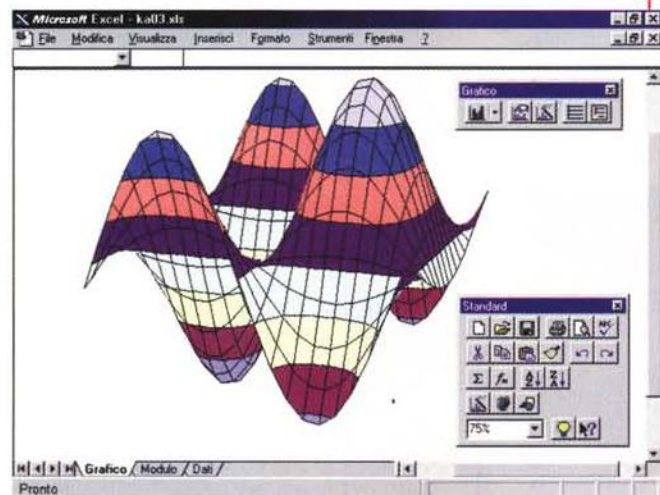 Microsoft Excel - ka03.xls
File Modifica Visualizza Inserisci Formato Strumenti Finestra ?
Grafico
Standard
75%
Grafico / Modulo / Dati /
Pronto